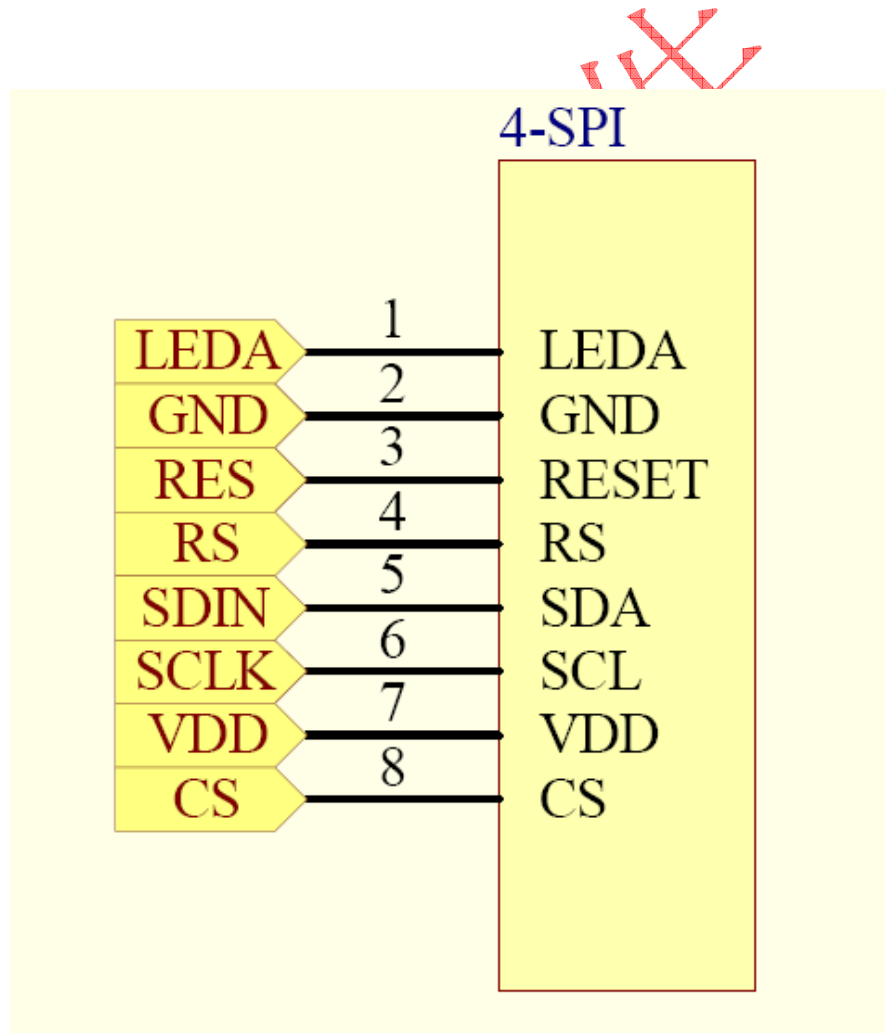 4-SPI
1
LEDA LEDA
2
GND GND
3
RES RESET
4
RS RS
5
SDIN SDA
6
SCLK SCL
7
VDD VDD
8
CS CS